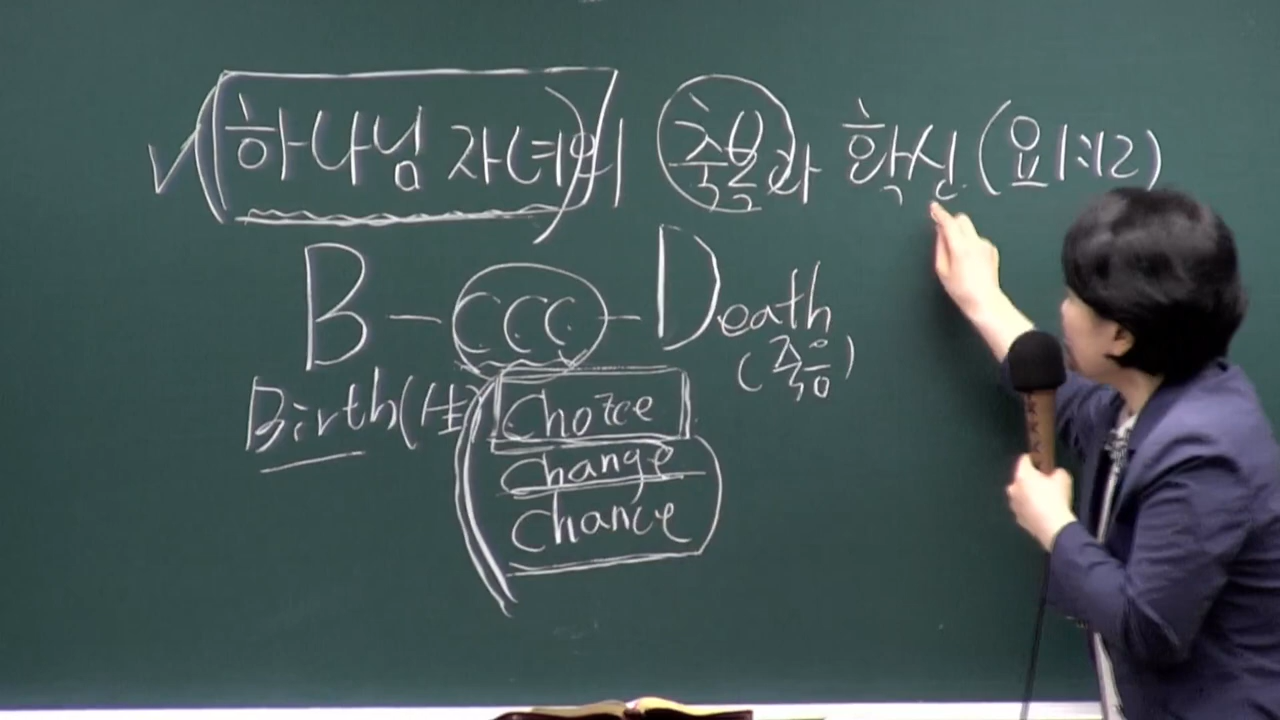 하나님 자녀의 축복과 확신 (요1:12)
B - CCC - Death
(죽음)
Birth (生)
Choice
Change
Chance